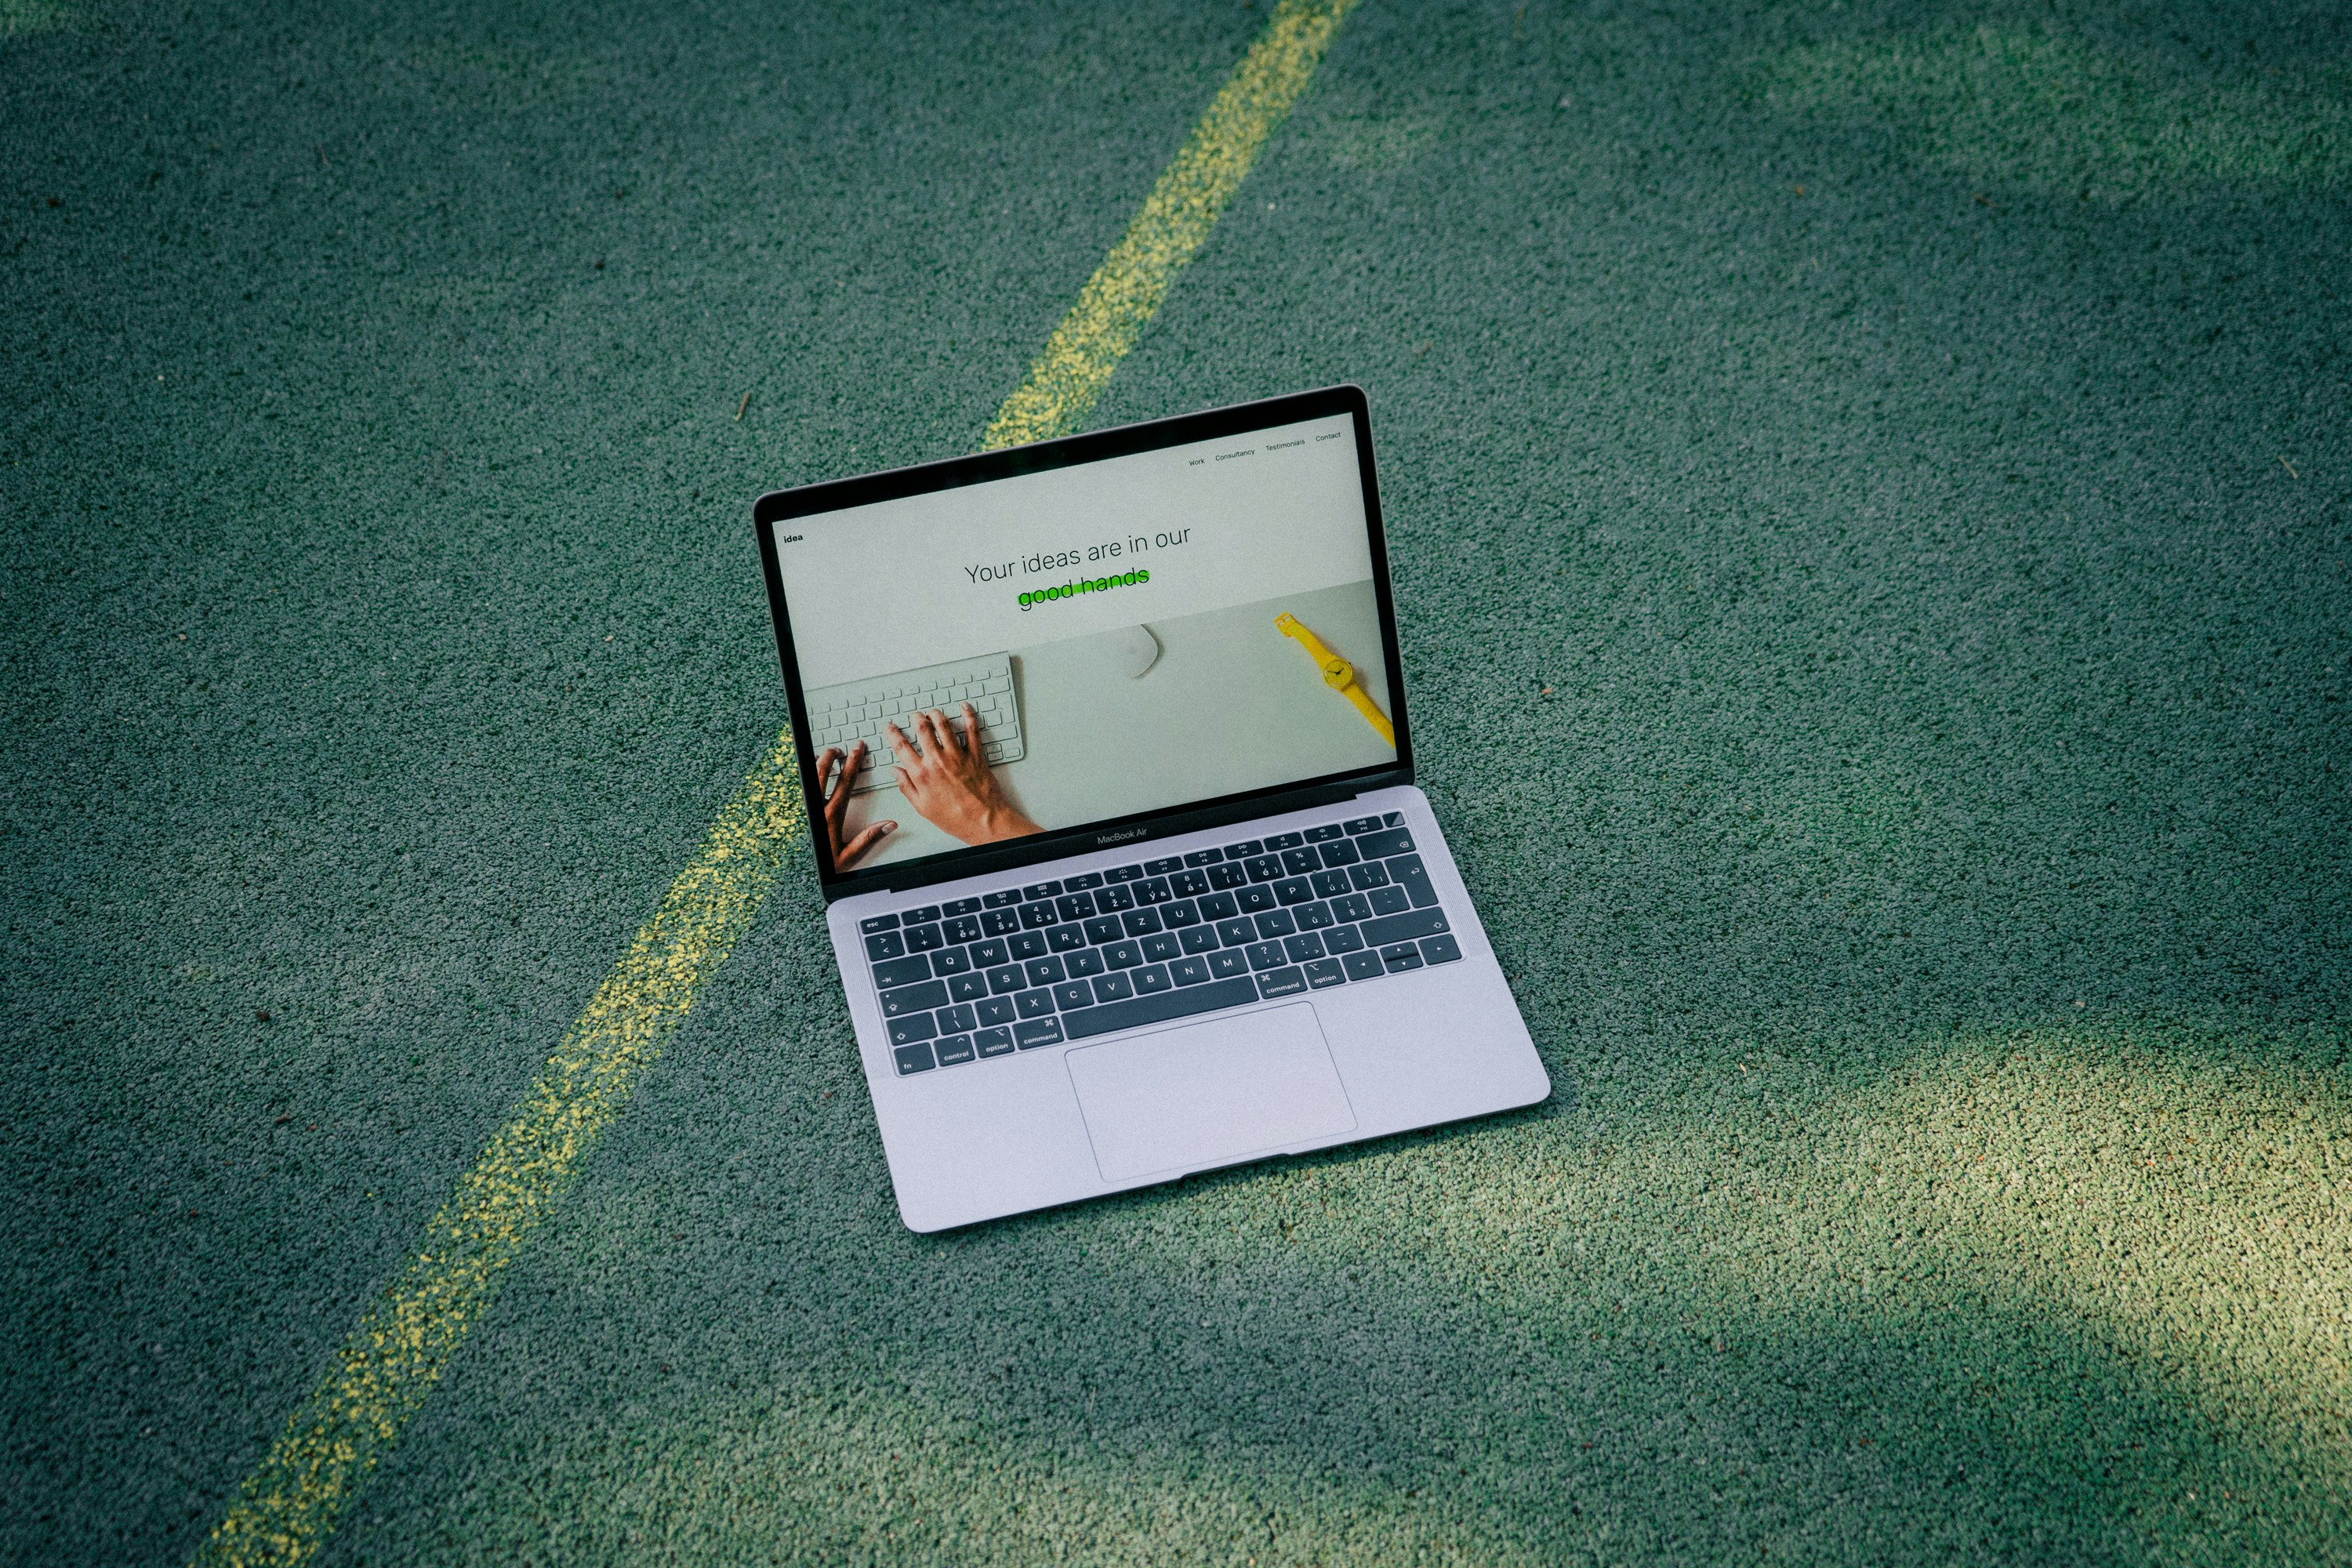 Work Consultancy Testimonials Contact
idea
Your ideas are in our
good hands
MacBook Air
esc
Q W E R T Z U I O P
A S D F G H J K L
Y X C V B N M
fn control option command command option